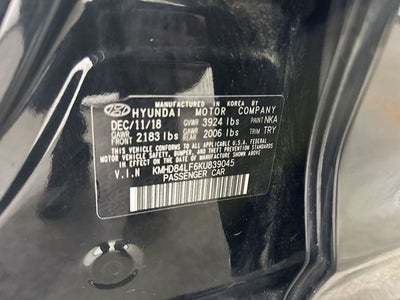 MANUFACTURED IN KOREA BY
HYUNDAI MOTOR COMPANY
DEC/11/18 GVWR 3924 lbs PAINT NKA
GAWR FRONT 2183 lbs GAWR REAR 2006 lbs TRIM TRY
THIS VEHICLE CONFORMS TO ALL APPLICABLE U.S.A FEDERAL
MOTOR VEHICLE SAFETY, BUMPER, AND THEFT PREVENTION
STANDARDS IN EFFECT ON THE DATE OF MANUFACTURE SHOWN ABOVE.
V.I.N KMHD84LF6KU839045
PASSENGER CAR